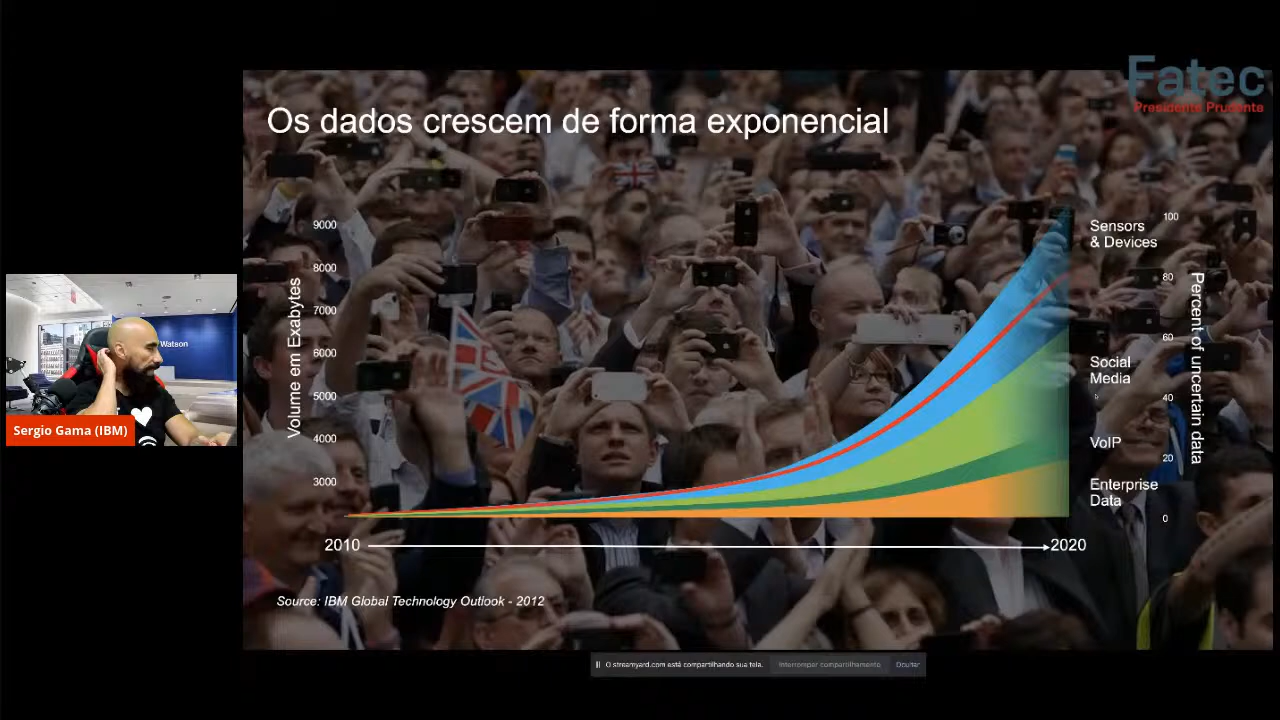 Fatec
Presidente Prudente
Os dados crescem de forma exponencial
Volume em Exabytes
9000
8000
7000
6000
5000
4000
3000
Sensors
& Devices
Social
Media
VoIP
Enterprise
Data
100
80
60
40
20
0
Percent of uncertain data
2010
2020
Source: IBM Global Technology Outlook - 2012
Watson
Sergio Gama (IBM)
O streamyard.com está compartilhando sua tela.
Interromper compartilhamento
Ocultar